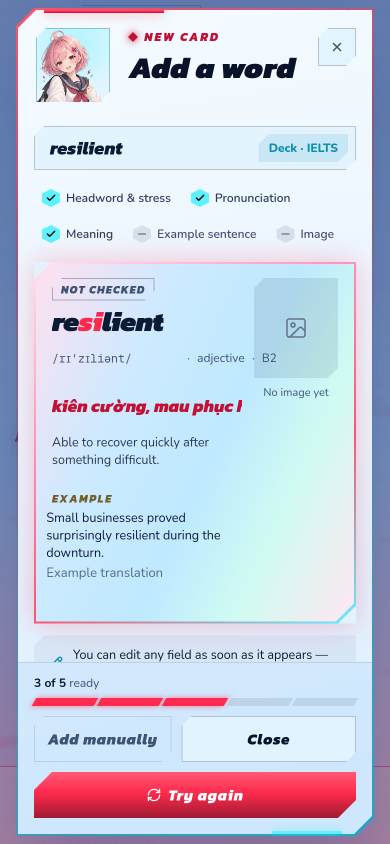 NEW CARD
Add a word
resilient
Deck · IELTS
Headword & stress
Pronunciation
Meaning
Example sentence
Image
NOT CHECKED
resilient
/rɪˈzɪliənt/ · adjective · B2
No image yet
kiên cường, mau phục
Able to recover quickly after
something difficult.
EXAMPLE
Small businesses proved
surprisingly resilient during the
downturn.
Example translation
You can edit any field as soon as it appears —
3 of 5 ready
Add manually
Close
Try again